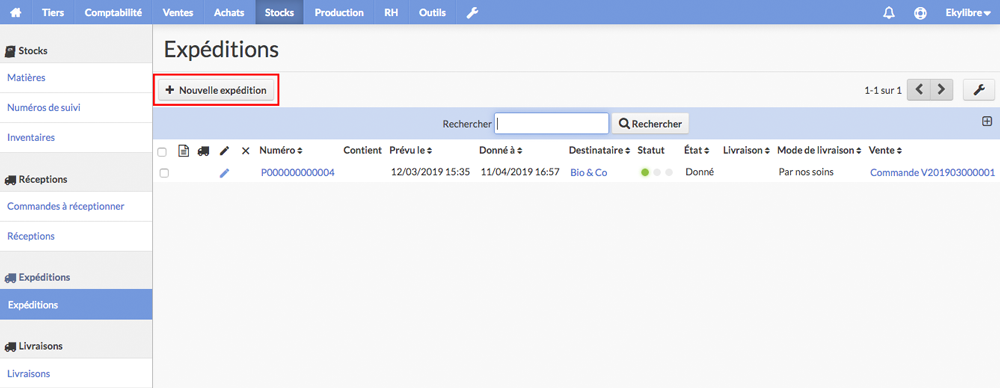 Tiers Comptabilité Ventes Achats Stocks Production RH Outils Ekylibre
Stocks
Matières
Numéros de suivi
Inventaires
Réceptions
Commandes à réceptionner
Réceptions
Expéditions
Expéditions
Livraisons
Livraisons
Expéditions
Nouvelle expédition
1-1 sur 1
Rechercher Rechercher
Numéro Contient Prévu le Donné à Destinataire Statut État Livraison Mode de livraison Vente
P000000000004 12/03/2019 15:35 11/04/2019 16:57 Bio & Co Donné Par nos soins Commande V201903000001